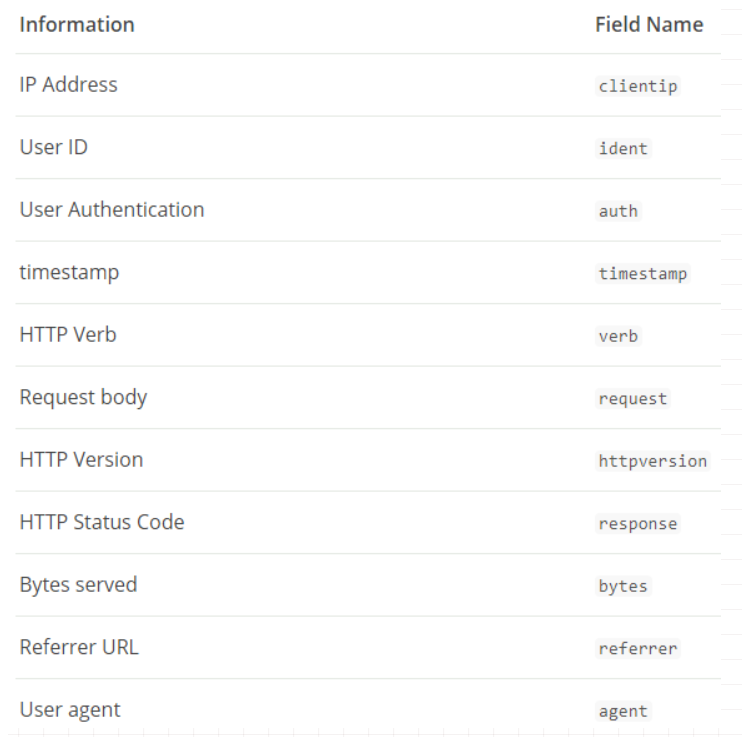 Information Field Name
IP Address clientip
User ID ident
User Authentication auth
timestamp timestamp
HTTP Verb verb
Request body request
HTTP Version httpversion
HTTP Status Code response
Bytes served bytes
Referrer URL referrer
User agent agent